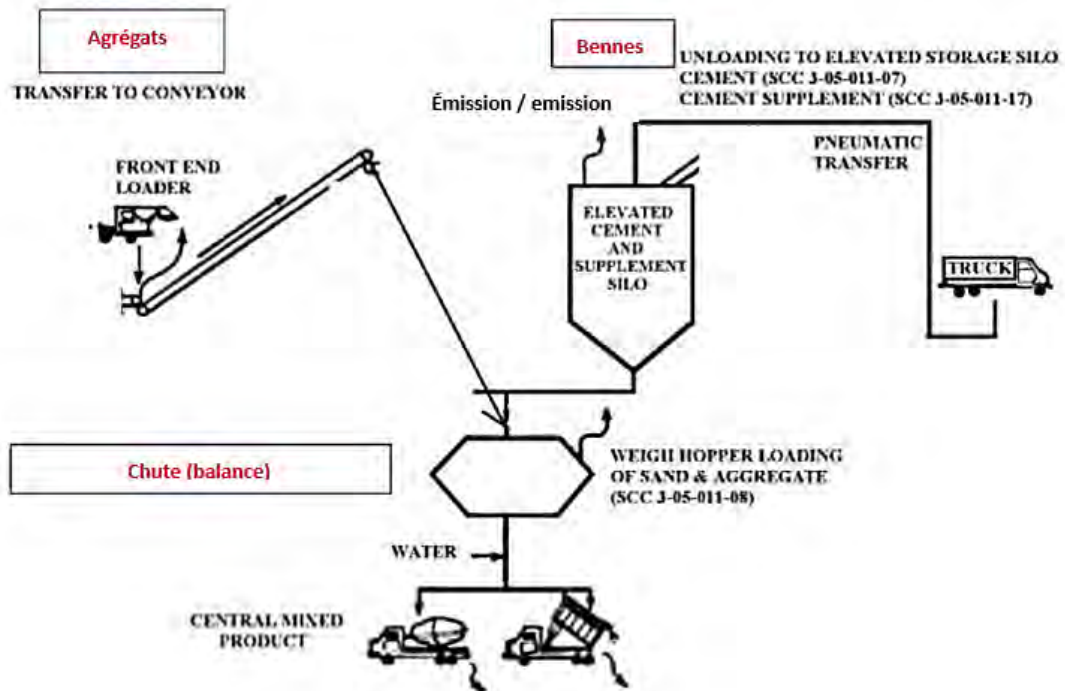 Agrégats
TRANSFER TO CONVEYOR
FRONT END
LOADER
Bennes
UNLOADING TO ELEVATED STORAGE SILO
CEMENT (SCC 3-05-011-07)
CEMENT SUPPLEMENT (SCC 3-05-011-17)
Émission / emission
PNEUMATIC
TRANSFER
ELEVATED
CEMENT
AND
SUPPLEMENT
SILO
TRUCK
Chute (balance)
WEIGH HOPPER LOADING
OF SAND & AGGREGATE
(SCC 3-05-011-08)
WATER
CENTRAL MIXED
PRODUCT